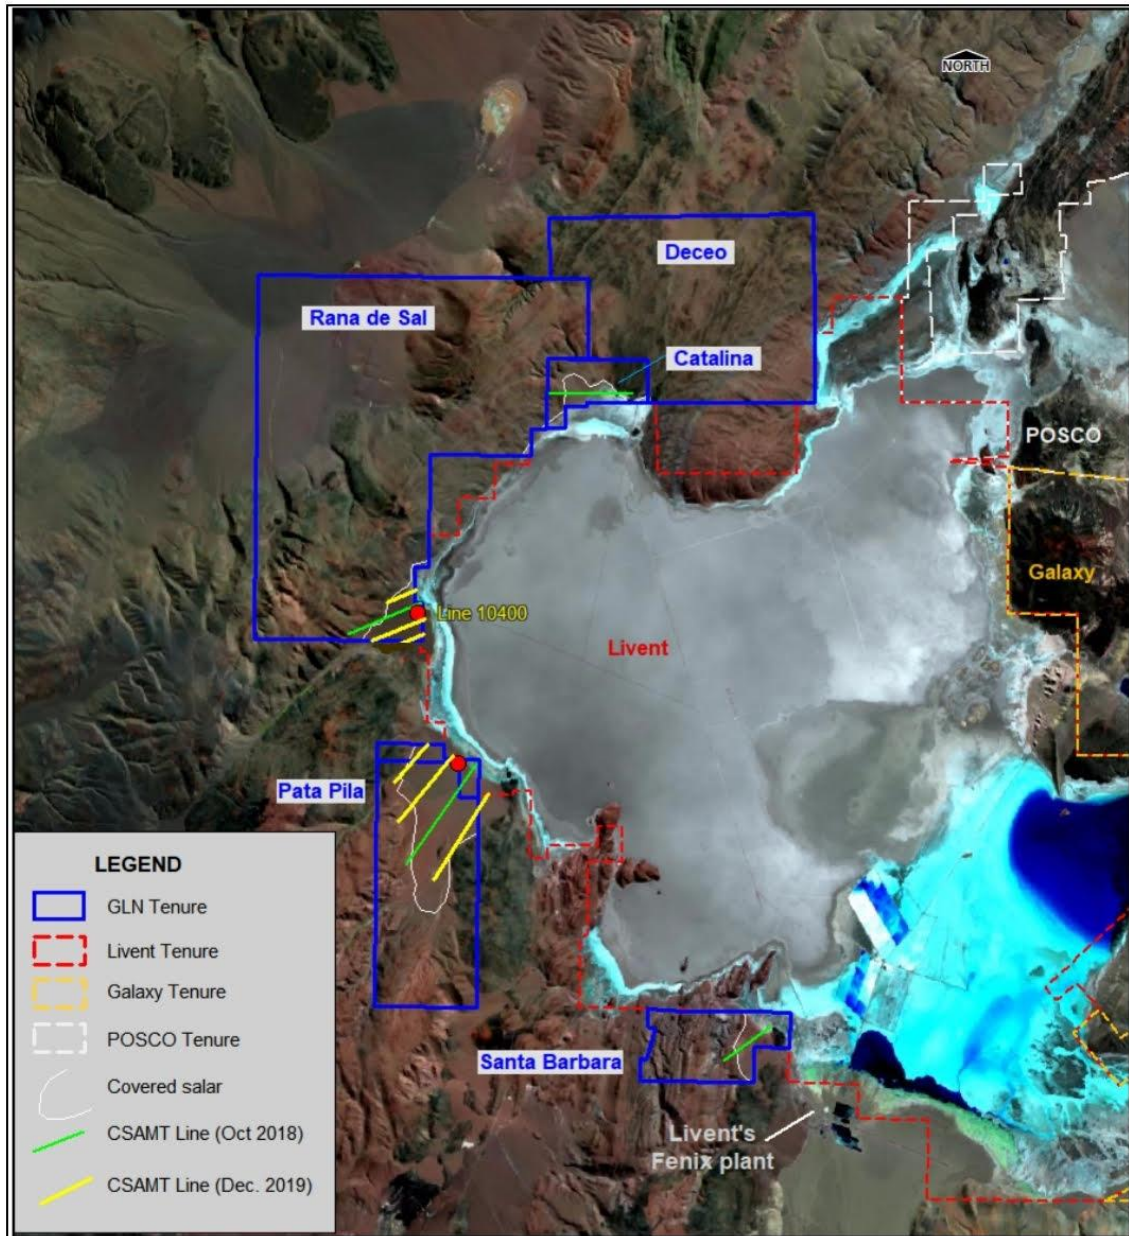 NORTH
Deceo
Rana de Sal
Catalina
POSCO
Galaxy
Line 10400
Livent
Pata Pila
LEGEND
GLN Tenure
Livent Tenure
Galaxy Tenure
POSCO Tenure
Covered salar
CSAMT Line (Oct 2018)
CSAMT Line (Dec. 2019)
Santa Barbara
Livent's
Fenix plant